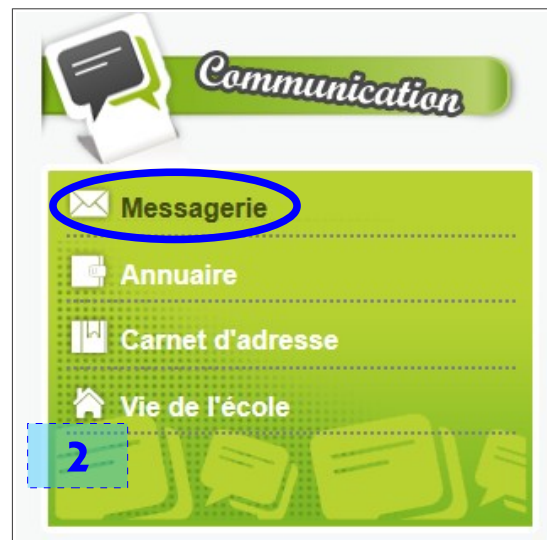 Communication
Messagerie
Annuaire
Carnet d'adresse
Vie de l'école
2